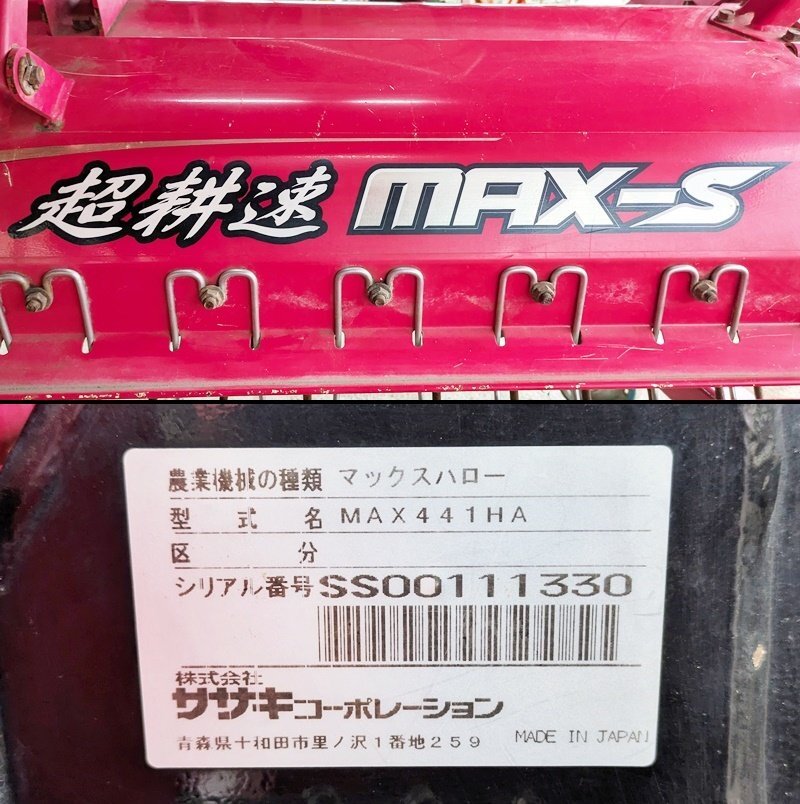 超耕速 MAX-S
農業機械の種類 マックスハロー
型式名 MAX441HA
区分
シリアル番号 SS00111330
株式会社
ササキコーポレーション
青森県十和田市里ノ沢1番地259 MADE IN JAPAN